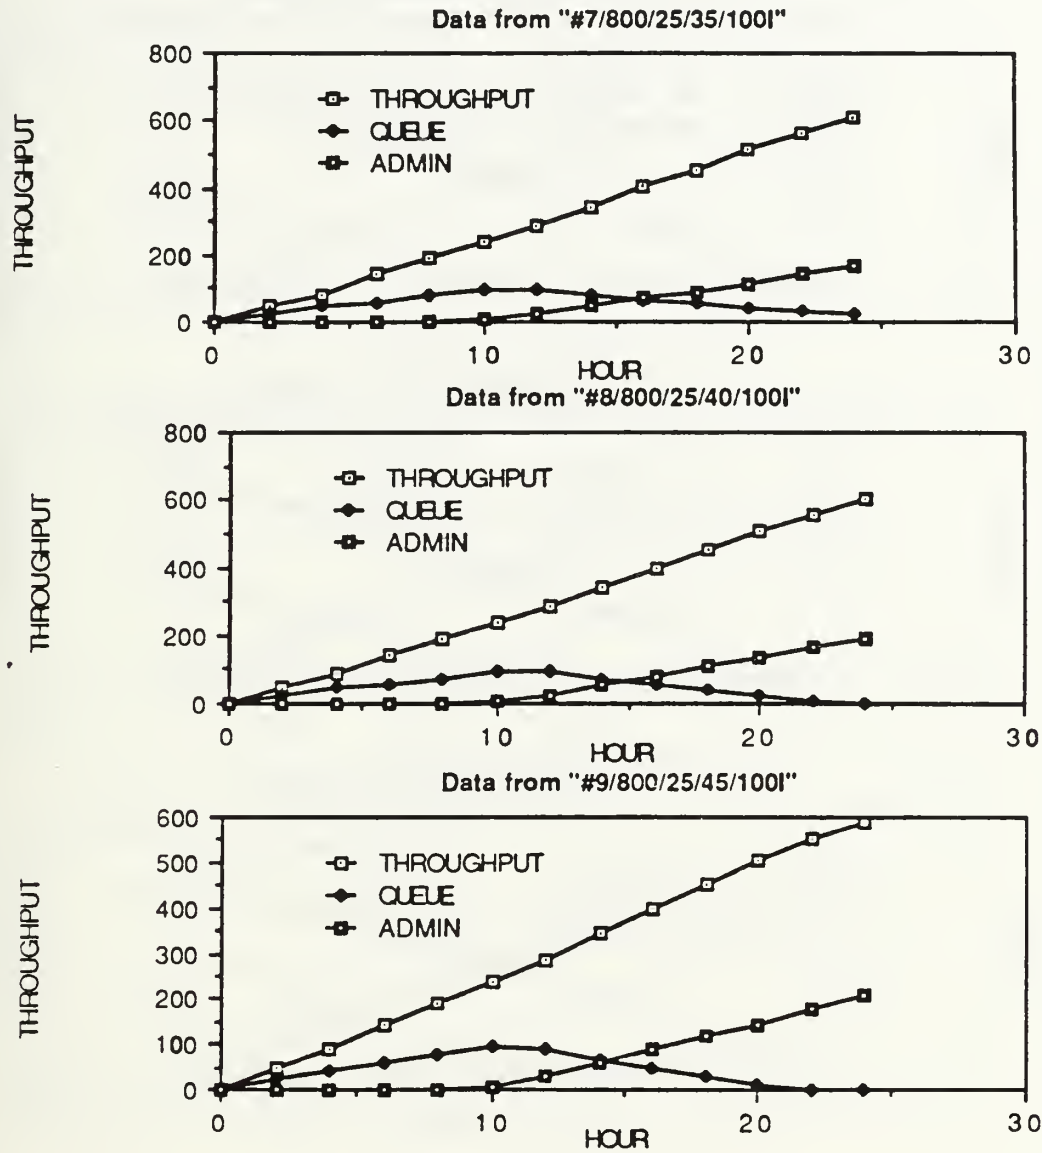 Data from "#7/800/25/35/100I"
THROUGHPUT
800
600
400
200
0
THROUGHPUT
QUEUE
ADMIN
0
10
20
30
HOUR
Data from "#8/800/25/40/100I"
THROUGHPUT
800
600
400
200
0
THROUGHPUT
QUEUE
ADMIN
0
10
20
30
HOUR
Data from "#9/800/25/45/100I"
THROUGHPUT
600
500
400
300
200
100
0
THROUGHPUT
QUEUE
ADMIN
0
10
20
30
HOUR